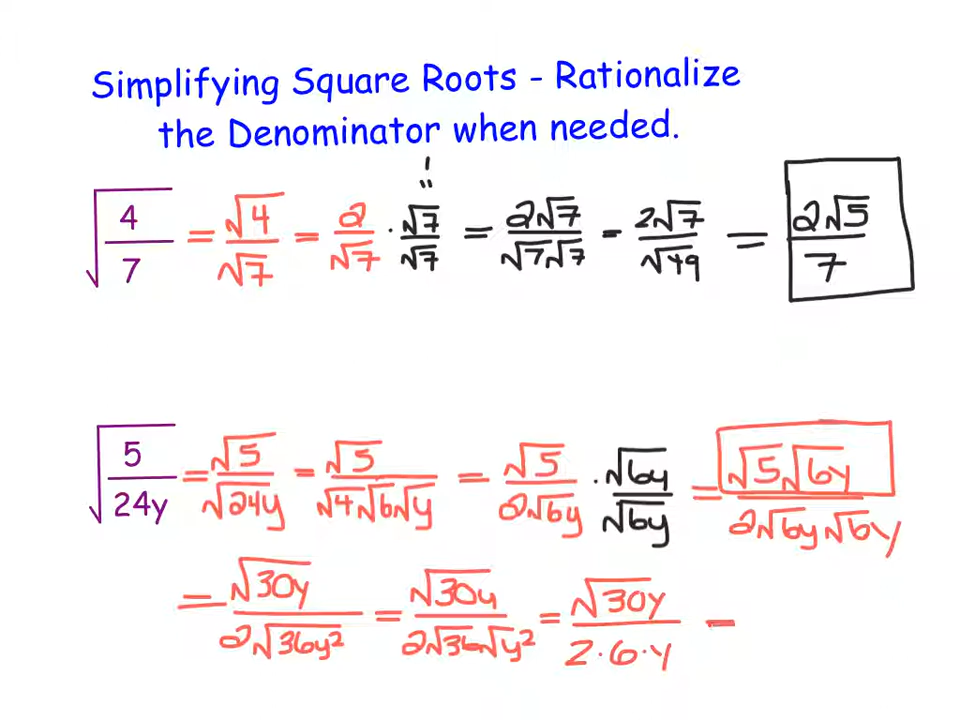 Simplifying Square Roots - Rationalize
the Denominator when needed.
√(4/7) = √4/√7 = 2/√7 · √7/√7 = 2√7/√7√7 - 2√7/√49 = 2√5/7
√(5/24y) = √5/√24y = √5/√4√6√y = √5/2√6y · √6y/√6y = √5√6y/2√6y√6y
= √30y/2√36y² = √30y/2√36√y² = √30y/2·6·y -